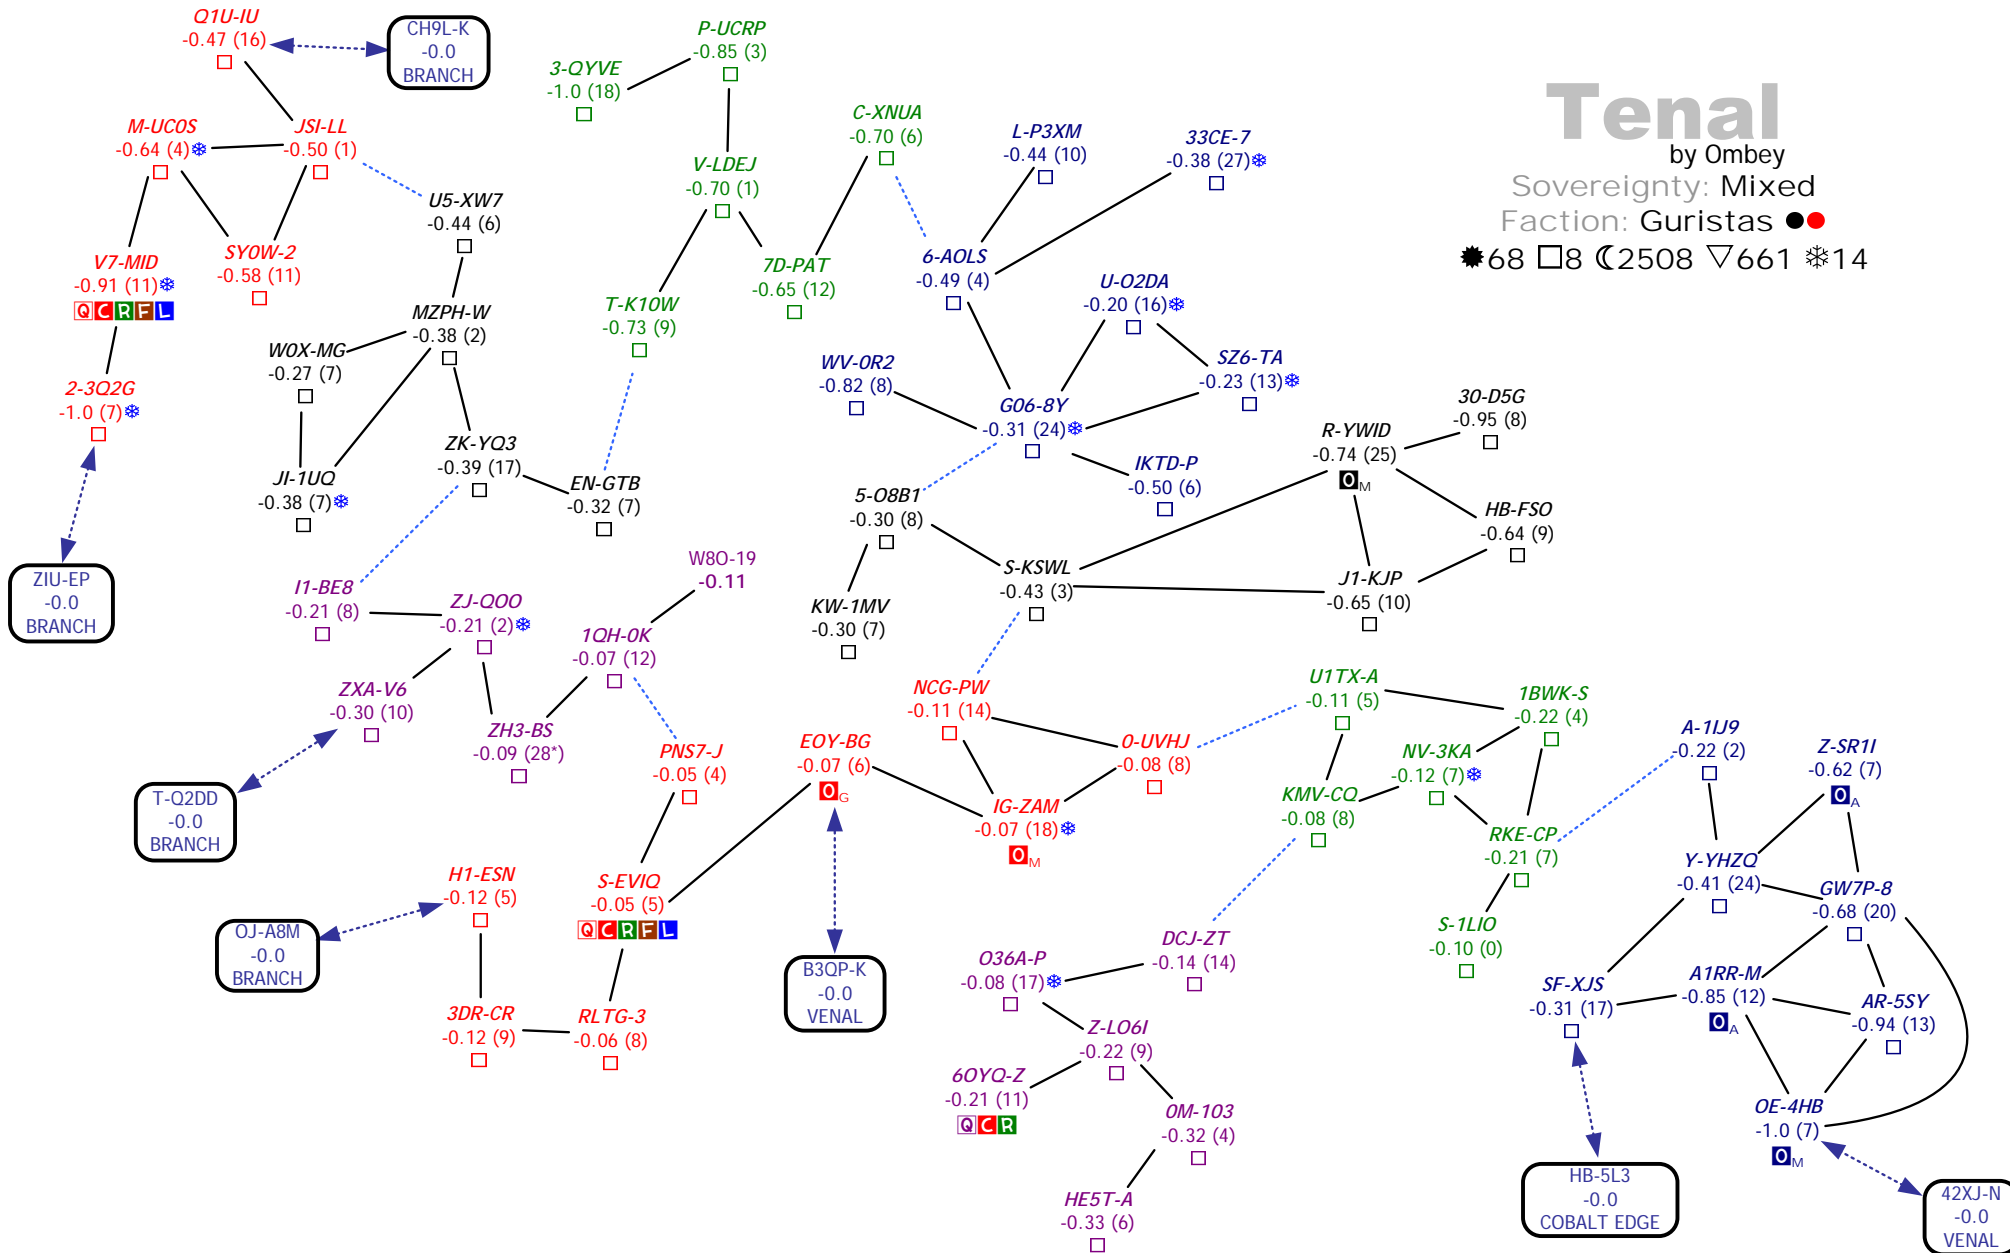 Tenal
by Ombey
Sovereignty: Mixed
Faction: Guristas
68 8 2508 661 14
Q1U-IU
-0.47 (16)
CH9L-K
-0.0
BRANCH
P-UCRP
-0.85 (3)
3-QYVE
-1.0 (18)
M-UC0S
-0.64 (4)
JSI-LL
-0.50 (1)
C-XNUA
-0.70 (6)
L-P3XM
-0.44 (10)
33CE-7
-0.38 (27)
V-LDEJ
-0.70 (1)
U5-XW7
-0.44 (6)
V7-MID
-0.91 (11)
Q C R F L
SY0W-2
-0.58 (11)
7D-PAT
-0.65 (12)
6-AOLS
-0.49 (4)
U-O2DA
-0.20 (16)
T-K10W
-0.73 (9)
MZPH-W
-0.38 (2)
W0X-MG
-0.27 (7)
WV-0R2
-0.82 (8)
SZ6-TA
-0.23 (13)
2-3Q2G
-1.0 (7)
G06-8Y
-0.31 (24)
30-D5G
-0.95 (8)
R-YWID
-0.74 (25)
O M
ZK-YQ3
-0.39 (17)
JI-1UQ
-0.38 (7)
EN-GTB
-0.32 (7)
IKTD-P
-0.50 (6)
5-O8B1
-0.30 (8)
HB-FSO
-0.64 (9)
ZIU-EP
-0.0
BRANCH
I1-BE8
-0.21 (8)
ZJ-QOO
-0.21 (2)
W8O-19
-0.11
S-KSWL
-0.43 (3)
J1-KJP
-0.65 (10)
KW-1MV
-0.30 (7)
1QH-0K
-0.07 (12)
ZXA-V6
-0.30 (10)
ZH3-BS
-0.09 (28*)
NCG-PW
-0.11 (14)
U1TX-A
-0.11 (5)
1BWK-S
-0.22 (4)
PNS7-J
-0.05 (4)
EOY-BG
-0.07 (6)
O G
0-UVHJ
-0.08 (8)
NV-3KA
-0.12 (7)
A-1IJ9
-0.22 (2)
Z-SR1I
-0.62 (7)
O A
T-Q2DD
-0.0
BRANCH
IG-ZAM
-0.07 (18)
O M
KMV-CQ
-0.08 (8)
RKE-CP
-0.21 (7)
Y-YHZQ
-0.41 (24)
H1-ESN
-0.12 (5)
S-EVIQ
-0.05 (5)
Q C R F L
GW7P-8
-0.68 (20)
OJ-A8M
-0.0
BRANCH
S-1LIO
-0.10 (0)
B3QP-K
-0.0
VENAL
O36A-P
-0.08 (17)
DCJ-ZT
-0.14 (14)
SF-XJS
-0.31 (17)
A1RR-M
-0.85 (12)
O A
AR-5SY
-0.94 (13)
3DR-CR
-0.12 (9)
RLTG-3
-0.06 (8)
Z-LO6I
-0.22 (9)
6OYQ-Z
-0.21 (11)
Q C R
0M-103
-0.32 (4)
OE-4HB
-1.0 (7)
O M
HE5T-A
-0.33 (6)
HB-5L3
-0.0
COBALT EDGE
42XJ-N
-0.0
VENAL